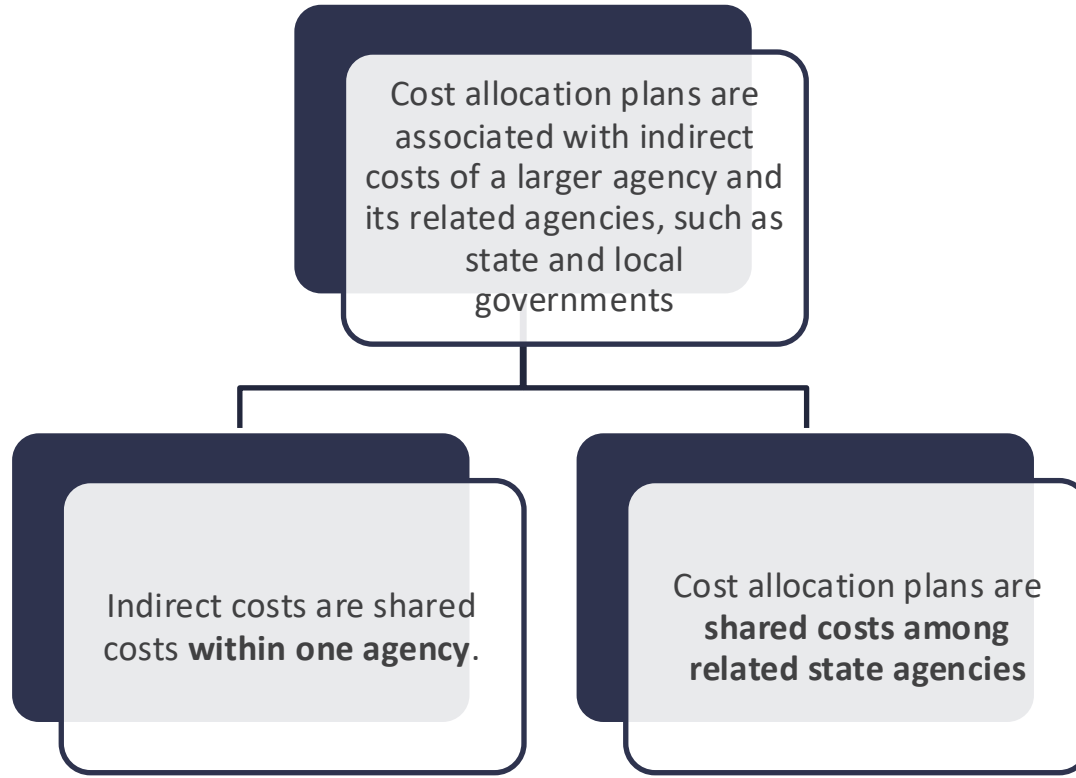 Cost allocation plans are
associated with indirect
costs of a larger agency and
its related agencies, such as
state and local
governments
Indirect costs are shared
costs within one agency.
Cost allocation plans are
shared costs among
related state agencies